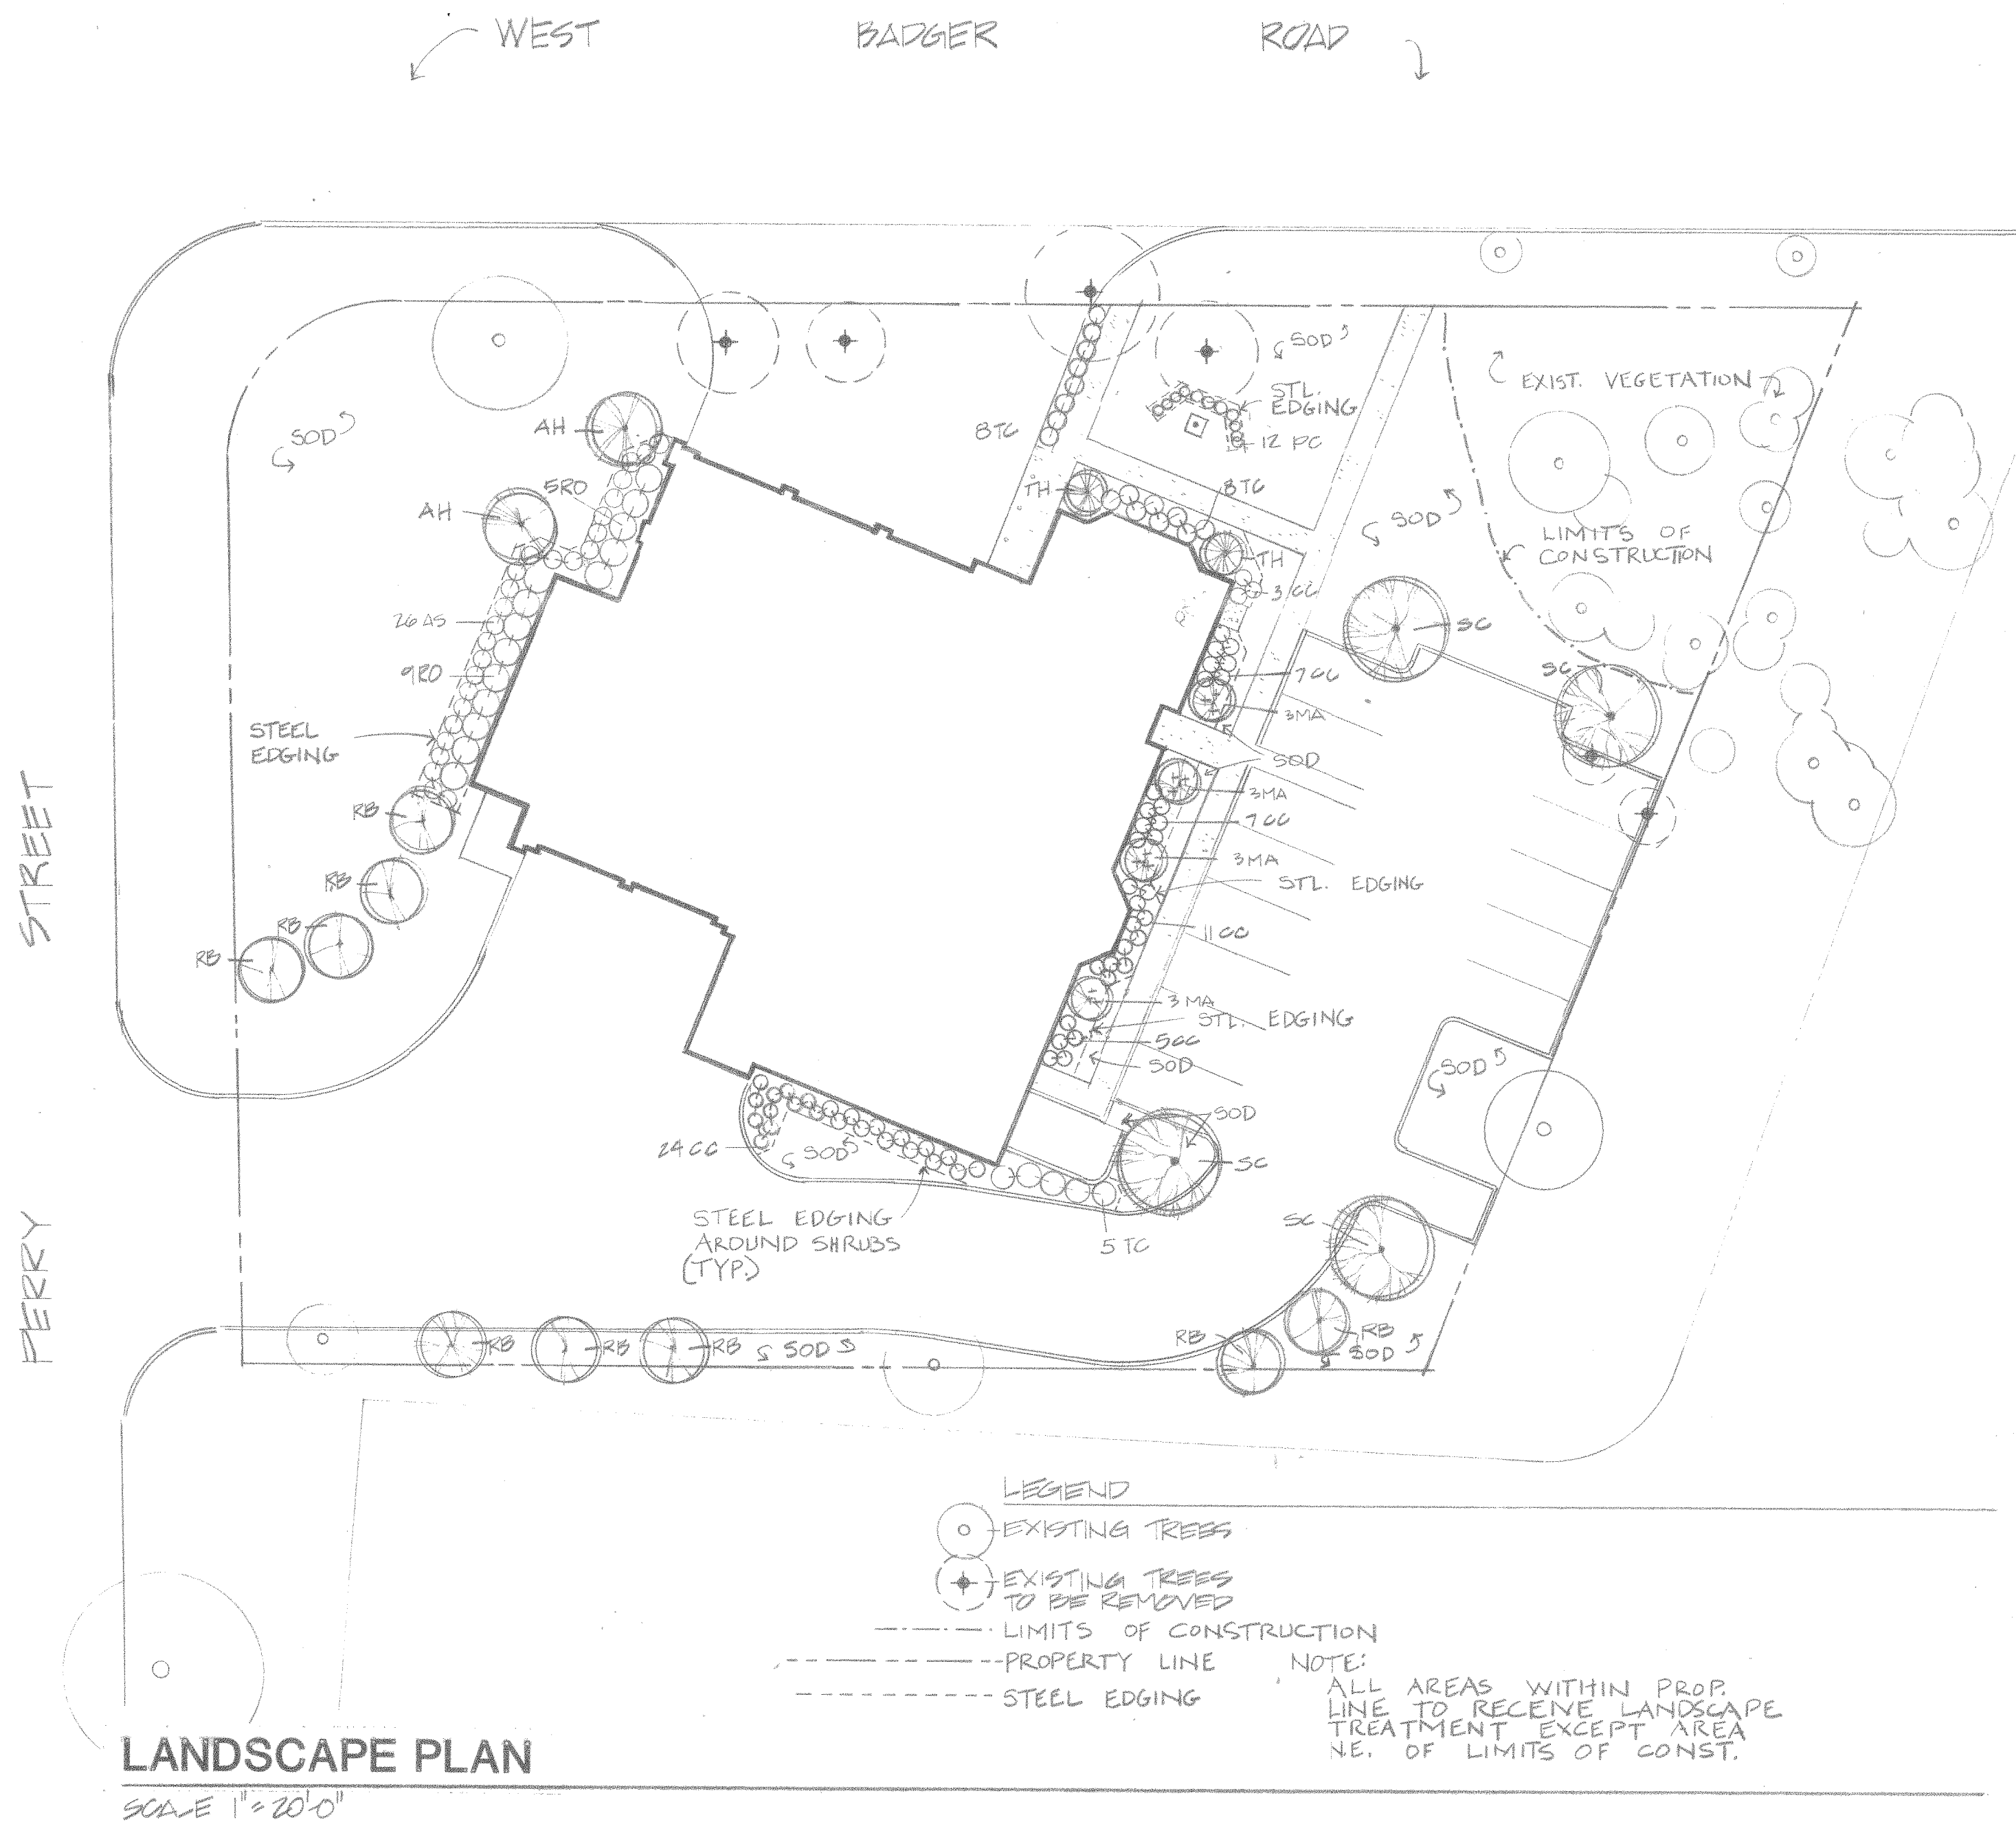 WEST BADGER ROAD
SOD
STL.
EDGING
EXIST. VEGETATION
AH
8 TC
12 PC
5RO
TH
8 TC
AH
SOD
SOD
LIMITS OF
CONSTRUCTION
TH
3 CC
26 AS
SC
9RO
SC
7 CC
3MA
STEEL
EDGING
SOD
3MA
RB
7 CC
3MA
RB
STL. EDGING
RB
11 CC
RB
3 MA
STL. EDGING
5CC
SOD
SOD
SOD
24 CC
SOD
SC
STEEL EDGING
AROUND SHRUBS
(TYP.)
5 TC
SC
RB
RB
RB
SOD
RB
RB
SOD
PERRY STREET
LEGEND
EXISTING TREES
EXISTING TREES
TO BE REMOVED
LIMITS OF CONSTRUCTION
PROPERTY LINE
STEEL EDGING
NOTE:
ALL AREAS WITHIN PROP.
LINE TO RECEIVE LANDSCAPE
TREATMENT EXCEPT AREA
N.E. OF LIMITS OF CONST.
LANDSCAPE PLAN
SCALE 1"=20'-0"